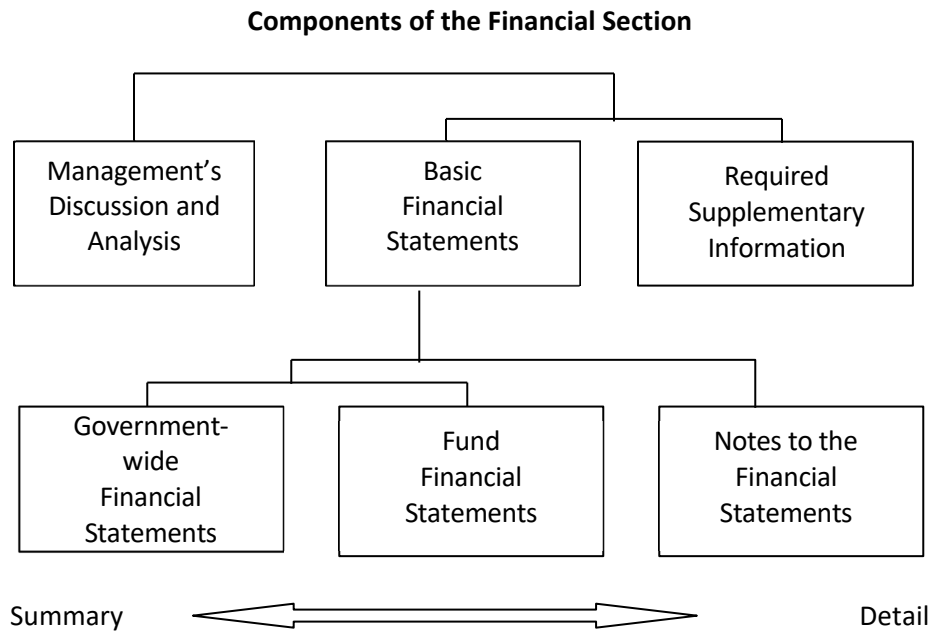 Components of the Financial Section
Management’s
Discussion and
Analysis
Basic
Financial
Statements
Required
Supplementary
Information
Government-
wide
Financial
Statements
Fund
Financial
Statements
Notes to the
Financial
Statements
Summary
Detail